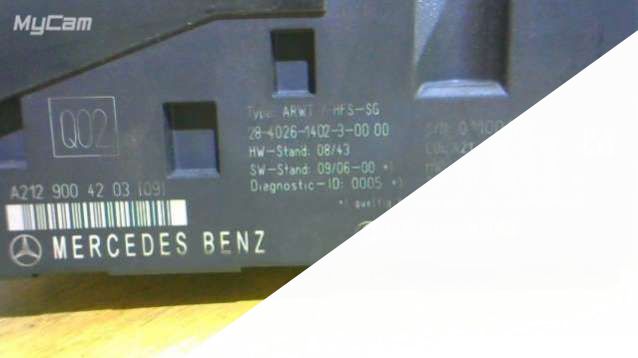 MyCam
Q02
Type: ARWT / HFS-SG
28-4026-1402-3-00 00
HW-Stand: 08/43
SW-Stand: 09/06-00 *)
Diagnostic-ID: 0005 *)
A212 900 42 03 (09)
MERCEDES BENZ